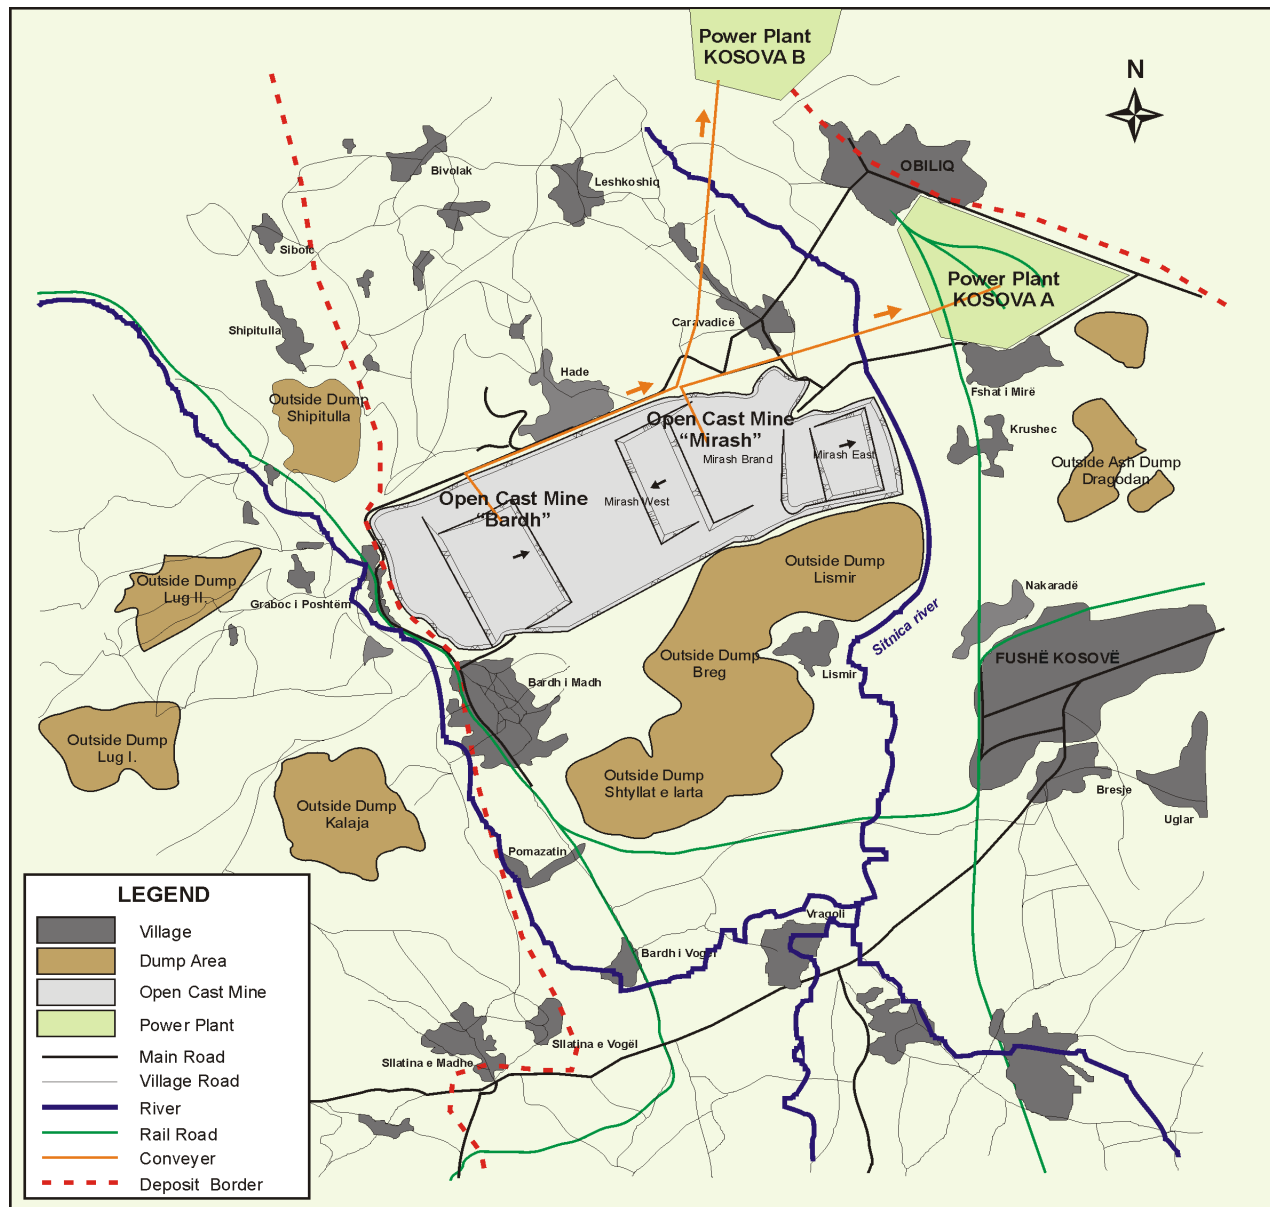 Power Plant
KOSOVA B
N
OBILIQ
Bivolak
Leshkoshiq
Sibofc
Power Plant
KOSOVA A
Shipitulla
Caravadicë
Hade
Fshat i Mirë
Outside Dump
Shipitulla
Open Cast Mine
“Mirash”
Mirash Brand
Mirash East
Krushec
Outside Ash Dump
Dragodan
Open Cast Mine
“Bardh”
Mirash West
Outside Dump
Lismir
Outside Dump
Lug II.
Graboc i Poshtëm
Nakaradë
Sitnica river
Outside Dump
Breg
Lismir
FUSHË KOSOVË
Bardh i Madh
Outside Dump
Lug I.
Outside Dump
Shtyllat e larta
Bresje
Uglar
Outside Dump
Kalaja
Pomazatin
Vragoli
Bardh i Vogël
Sllatina e Vogël
Sllatina e Madhe
LEGEND
Village
Dump Area
Open Cast Mine
Power Plant
Main Road
Village Road
River
Rail Road
Conveyer
Deposit Border